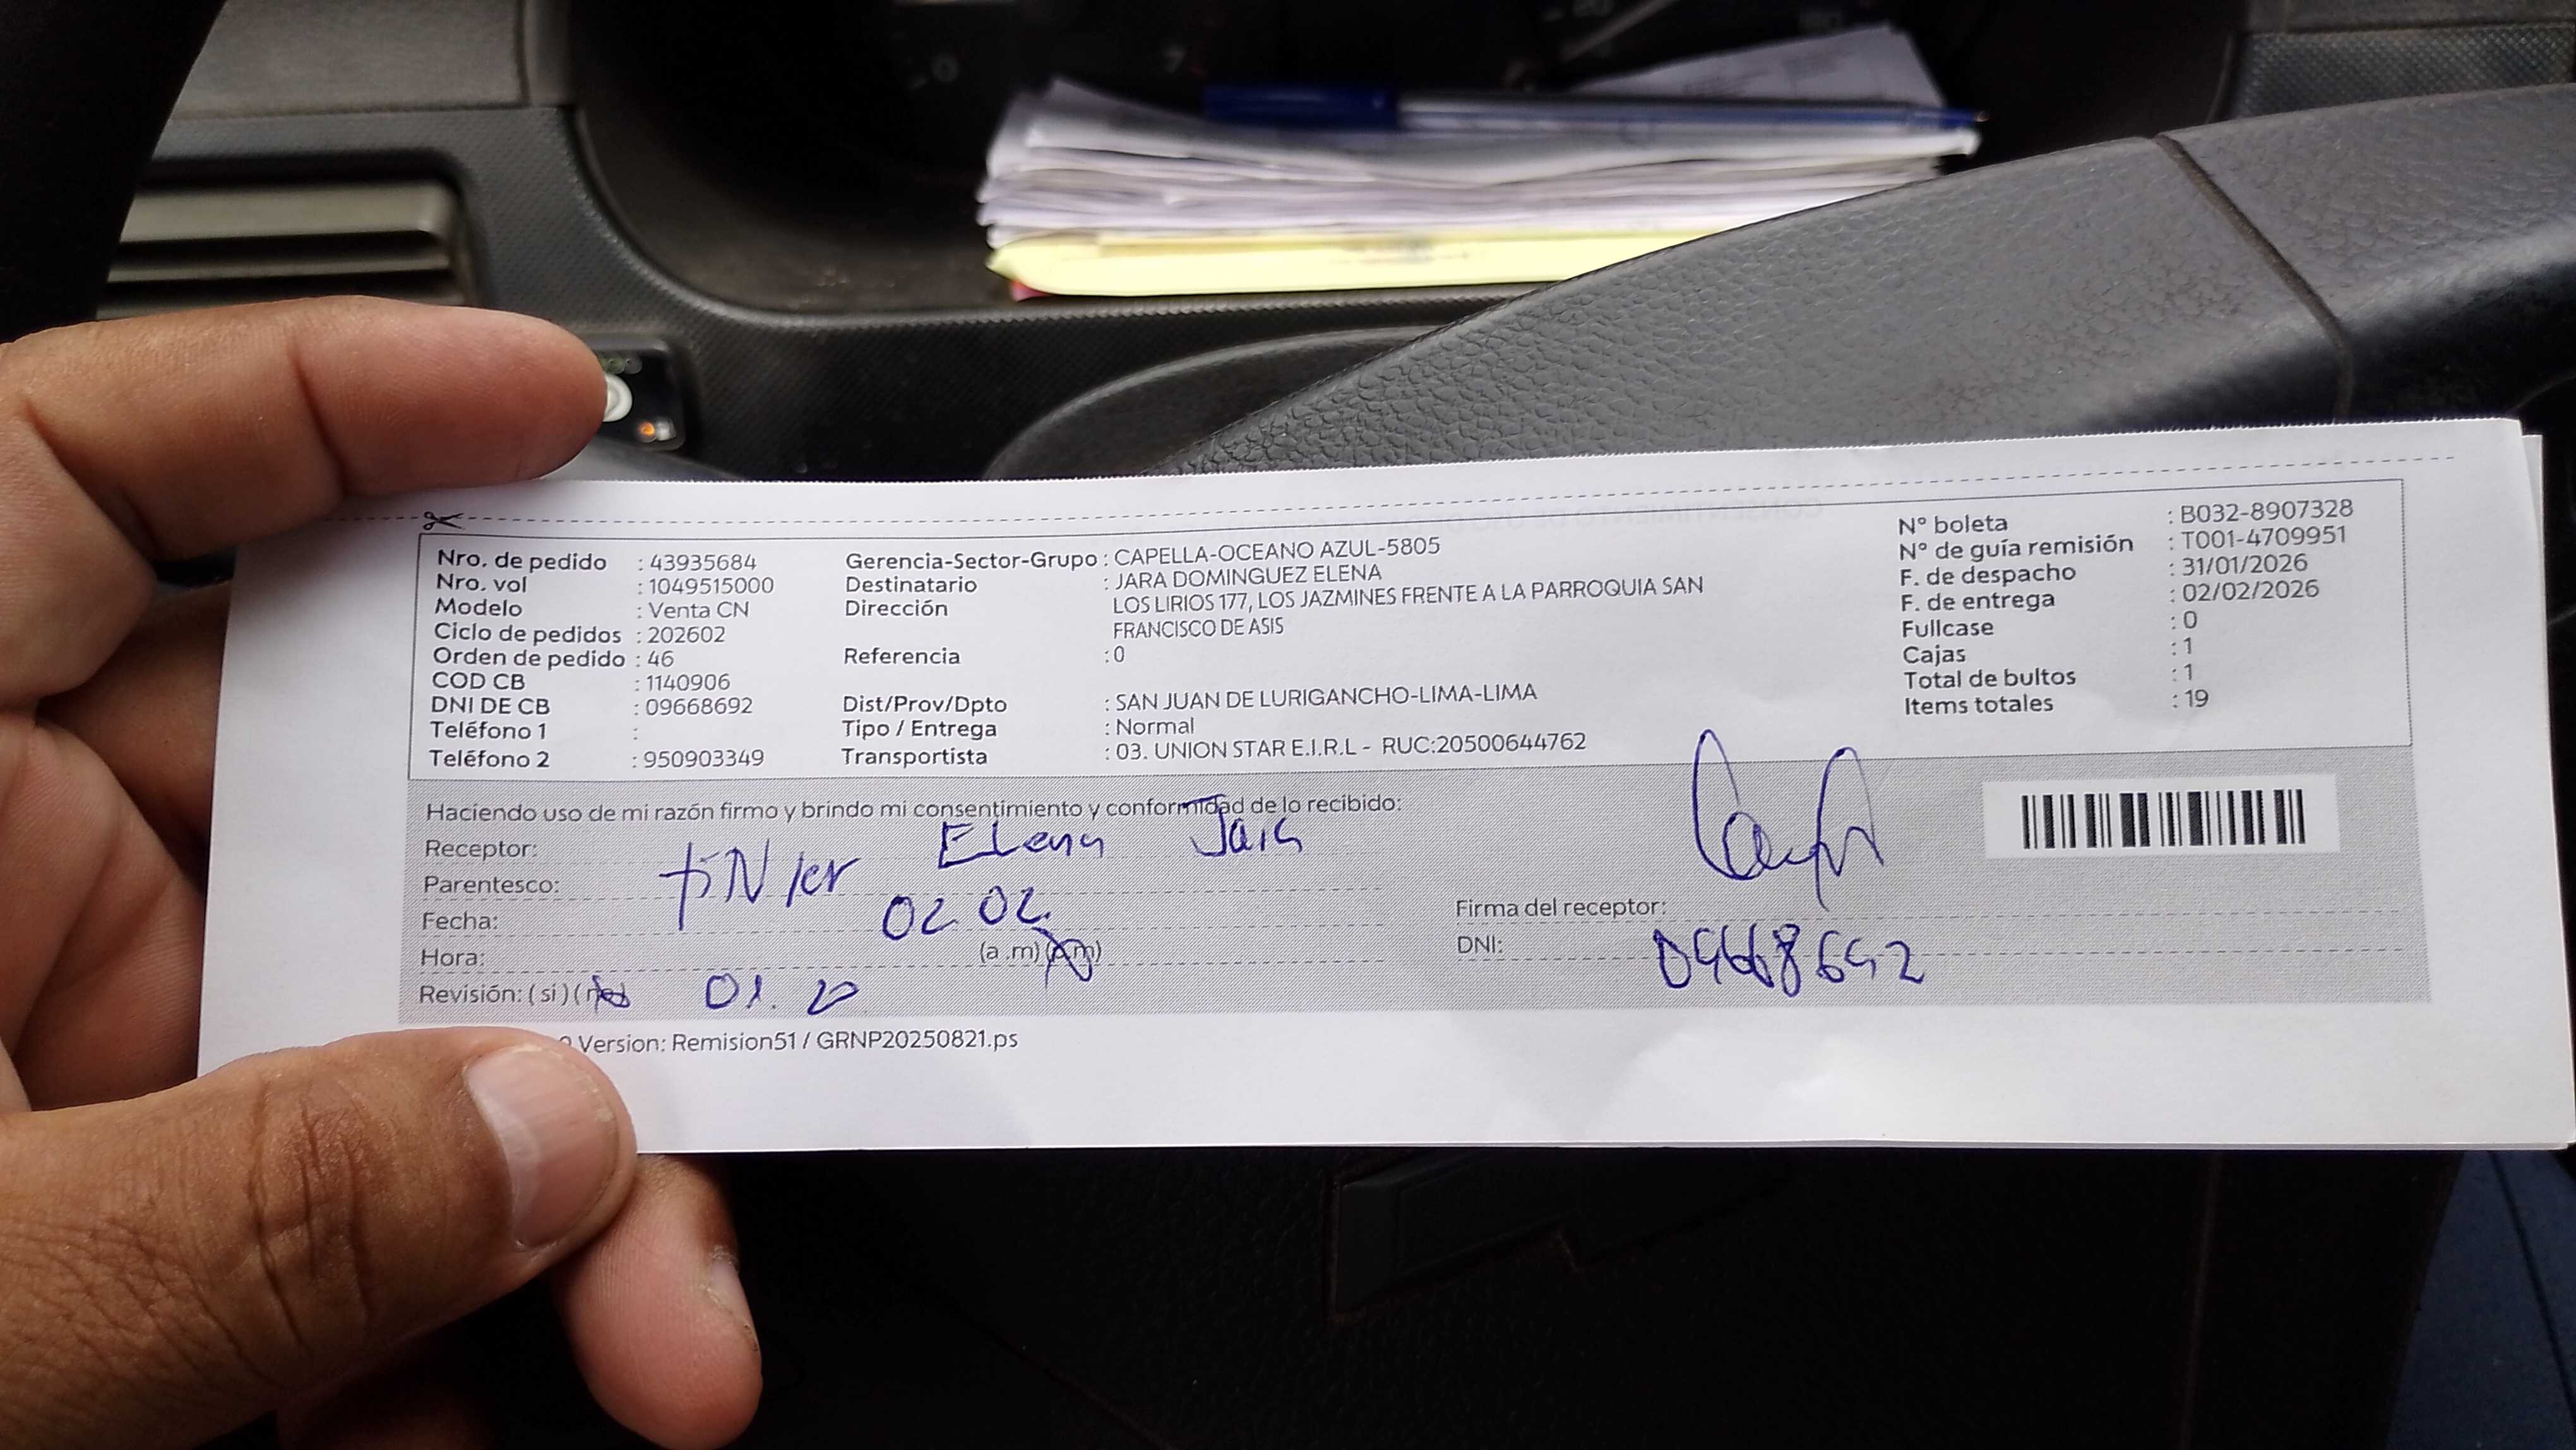 Nro. de pedido : 43935684
Nro. vol : 1049515000
Modelo : Venta CN
Ciclo de pedidos : 202602
Orden de pedido : 46
COD CB : 1140906
DNI DE CB : 09668692
Teléfono 1 :
Teléfono 2 : 950903349
Gerencia-Sector-Grupo : CAPELLA-OCEANO AZUL-5805
Destinatario : JARA DOMINGUEZ ELENA
Dirección LOS LIRIOS 177, LOS JAZMINES FRENTE A LA PARROQUIA SAN
FRANCISCO DE ASIS
Referencia : 0
Dist/Prov/Dpto : SAN JUAN DE LURIGANCHO-LIMA-LIMA
Tipo / Entrega : Normal
Transportista : 03. UNION STAR E.I.R.L - RUC:20500644762
N° boleta : B032-8907328
N° de guía remisión : T001-4709951
F. de despacho : 31/01/2026
F. de entrega : 02/02/2026
Fullcase : 0
Cajas : 1
Total de bultos : 1
Items totales : 19
Haciendo uso de mi razón firmo y brindo mi consentimiento y conformidad de lo recibido:
Receptor: Elena Jara
Parentesco:
Fecha: 02 02.
Hora: (a.m) (p.m)
Revisión: ( si ) ( no ) 01. 20
Firma del receptor:
DNI: 09668692
Version: Remision51 / GRNP20250821.ps